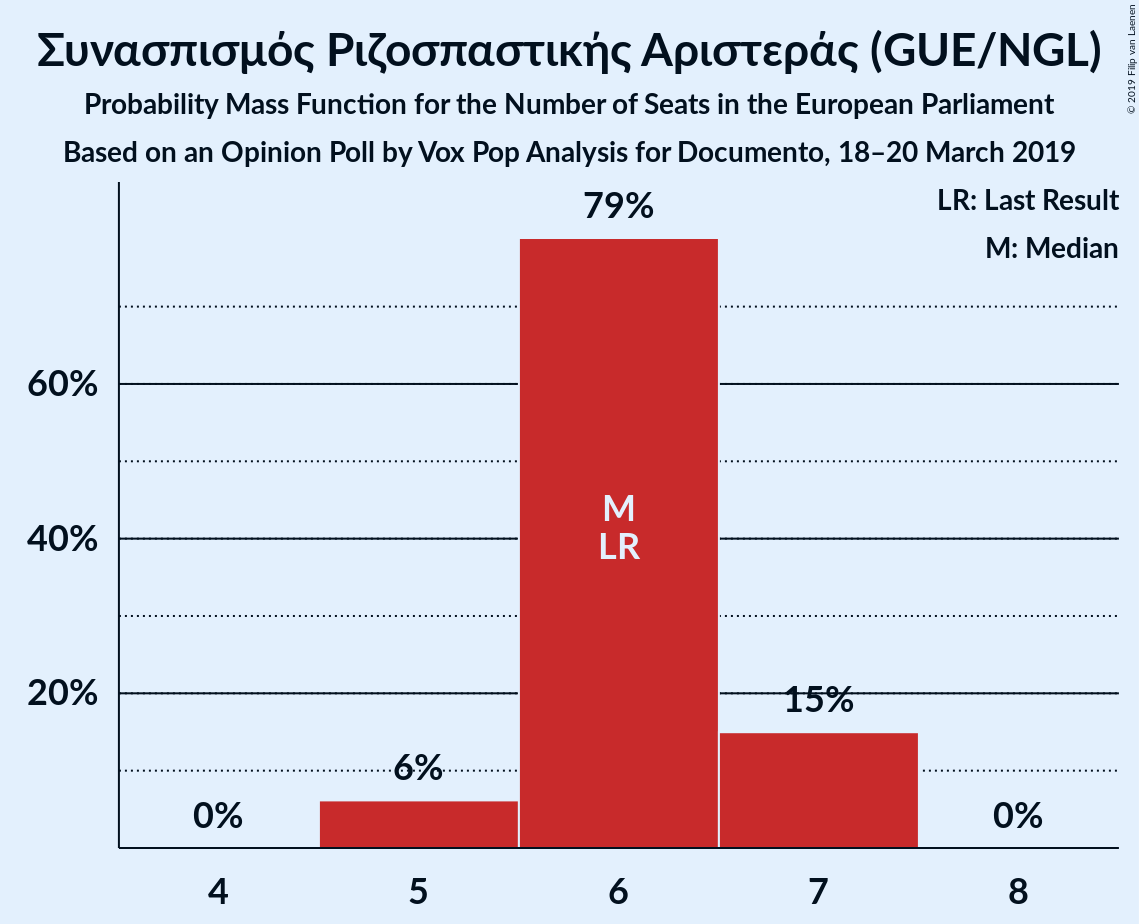 Συνασπισμός Ριζοσπαστικής Αριστεράς (GUE/NGL)
Probability Mass Function for the Number of Seats in the European Parliament
Based on an Opinion Poll by Vox Pop Analysis for Documento, 18–20 March 2019
© 2019 Filip van Laenen
LR: Last Result
M: Median
79%
60%
M
40%
LR
20%
15%
6%
0%
0%
4 5 6 7 8